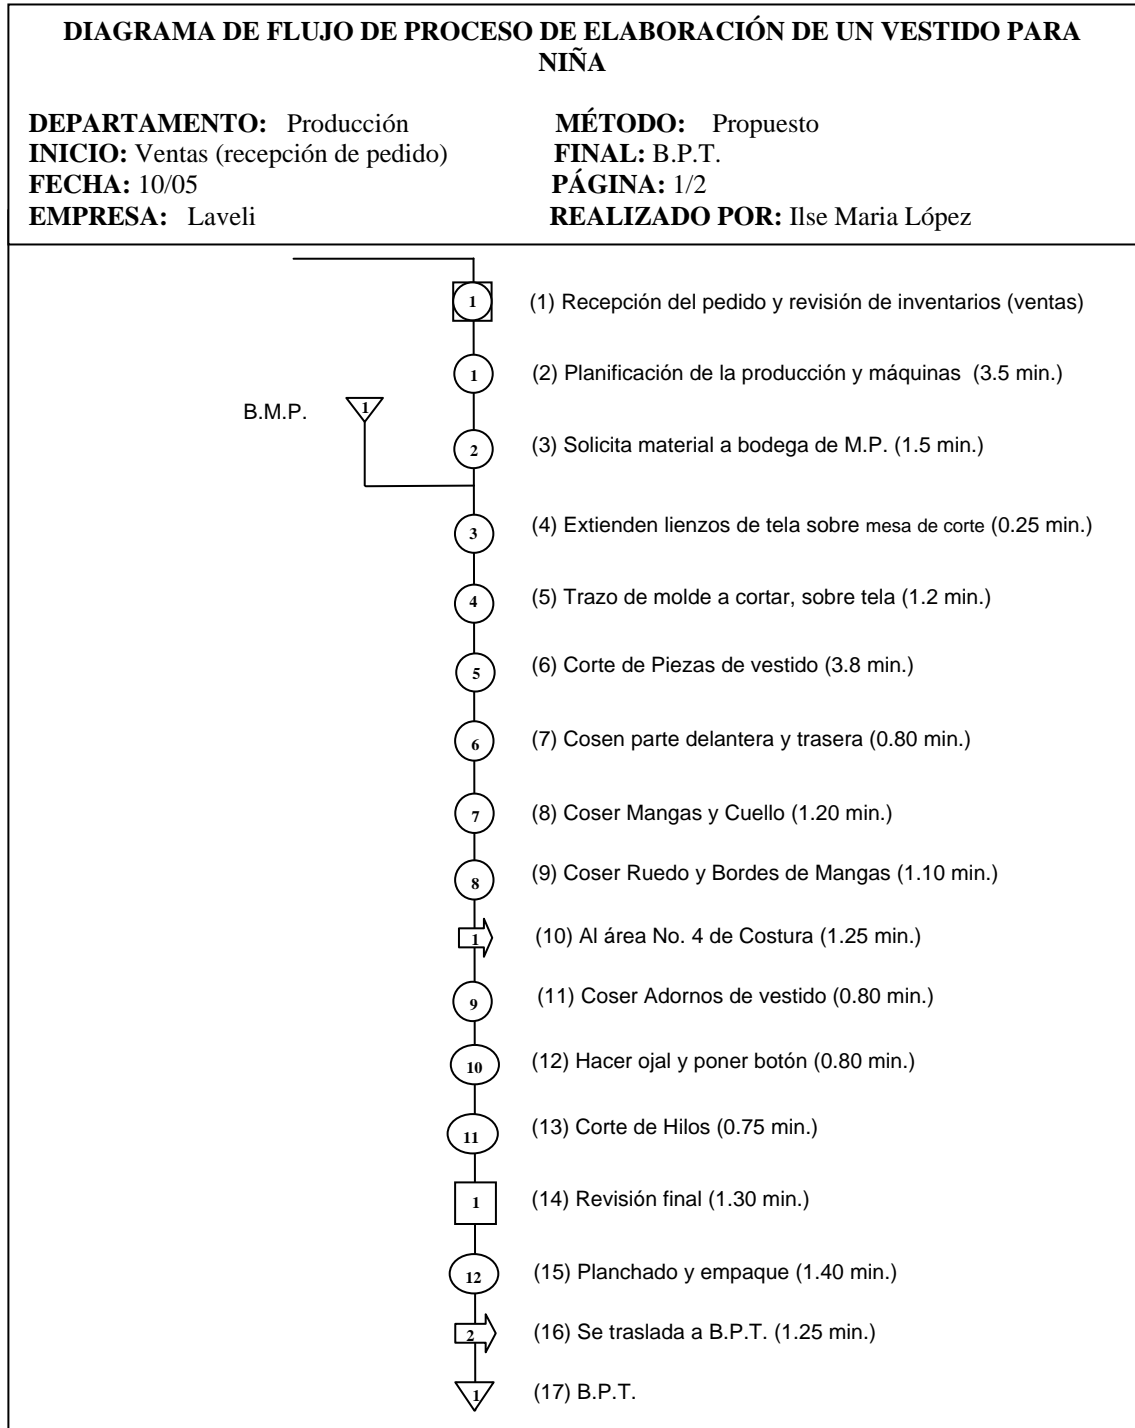 DIAGRAMA DE FLUJO DE PROCESO DE ELABORACIÓN DE UN VESTIDO PARA
NIÑA
DEPARTAMENTO: Producción MÉTODO: Propuesto
INICIO: Ventas (recepción de pedido) FINAL: B.P.T.
FECHA: 10/05 PÁGINA: 1/2
EMPRESA: Laveli REALIZADO POR: Ilse Maria López
1 (1) Recepción del pedido y revisión de inventarios (ventas)
1 (2) Planificación de la producción y máquinas (3.5 min.)
B.M.P. 1
2 (3) Solicita material a bodega de M.P. (1.5 min.)
3 (4) Extienden lienzos de tela sobre mesa de corte (0.25 min.)
4 (5) Trazo de molde a cortar, sobre tela (1.2 min.)
5 (6) Corte de Piezas de vestido (3.8 min.)
6 (7) Cosen parte delantera y trasera (0.80 min.)
7 (8) Coser Mangas y Cuello (1.20 min.)
8 (9) Coser Ruedo y Bordes de Mangas (1.10 min.)
1 (10) Al área No. 4 de Costura (1.25 min.)
9 (11) Coser Adornos de vestido (0.80 min.)
10 (12) Hacer ojal y poner botón (0.80 min.)
11 (13) Corte de Hilos (0.75 min.)
1 (14) Revisión final (1.30 min.)
12 (15) Planchado y empaque (1.40 min.)
2 (16) Se traslada a B.P.T. (1.25 min.)
1 (17) B.P.T.